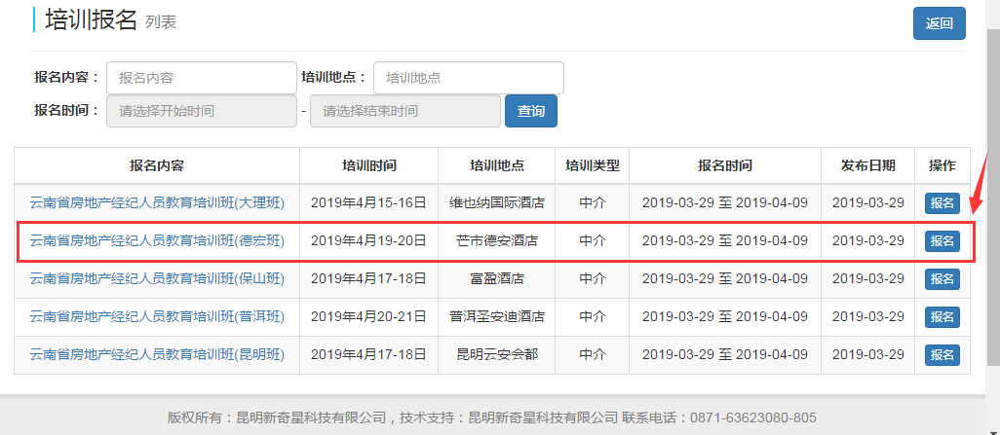 培训报名 列表 返回
报名内容： 报名内容 培训地点： 培训地点
报名时间： 请选择开始时间 - 请选择结束时间 查询
报名内容 培训时间 培训地点 培训类型 报名时间 发布日期 操作
云南省房地产经纪人员教育培训班(大理班) 2019年4月15-16日 维也纳国际酒店 中介 2019-03-29 至 2019-04-09 2019-03-29 报名
云南省房地产经纪人员教育培训班(德宏班) 2019年4月19-20日 芒市德安酒店 中介 2019-03-29 至 2019-04-09 2019-03-29 报名
云南省房地产经纪人员教育培训班(保山班) 2019年4月17-18日 富盈酒店 中介 2019-03-29 至 2019-04-09 2019-03-29 报名
云南省房地产经纪人员教育培训班(普洱班) 2019年4月20-21日 普洱圣安迪酒店 中介 2019-03-29 至 2019-04-09 2019-03-29 报名
云南省房地产经纪人员教育培训班(昆明班) 2019年4月17-18日 昆明云安会都 中介 2019-03-29 至 2019-04-09 2019-03-29 报名
版权所有：昆明新奇星科技有限公司，技术支持：昆明新奇星科技有限公司 联系电话：0871-63623080-805